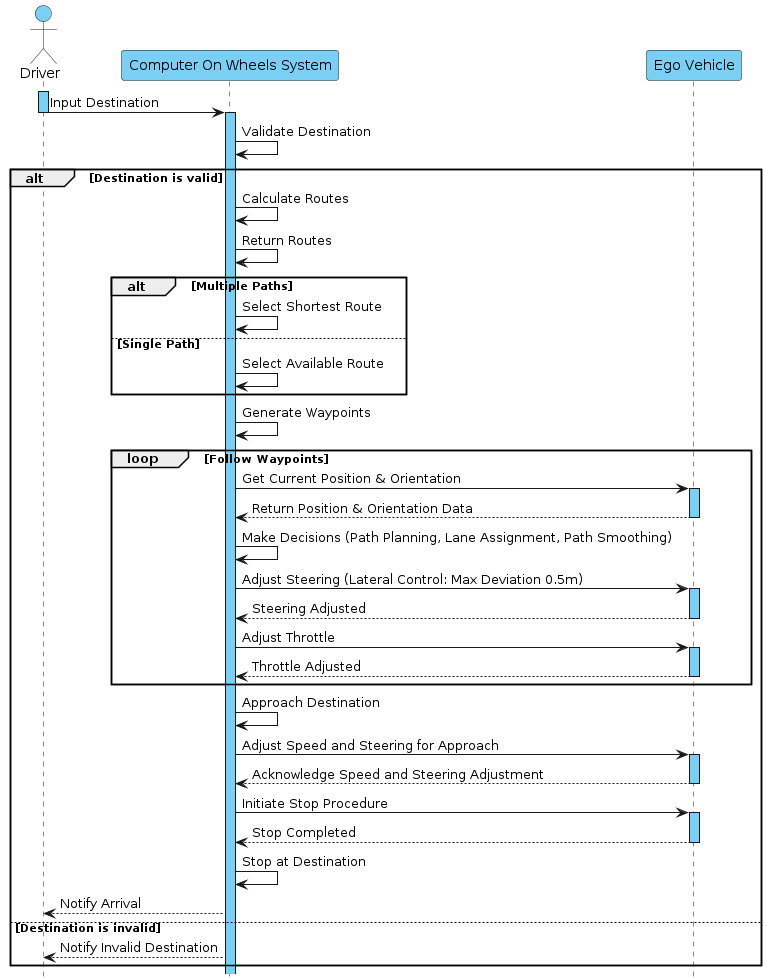 Driver
Computer On Wheels System
Ego Vehicle
Input Destination
Validate Destination
alt
[Destination is valid]
Calculate Routes
Return Routes
alt
[Multiple Paths]
Select Shortest Route
[Single Path]
Select Available Route
Generate Waypoints
loop
[Follow Waypoints]
Get Current Position & Orientation
Return Position & Orientation Data
Make Decisions (Path Planning, Lane Assignment, Path Smoothing)
Adjust Steering (Lateral Control: Max Deviation 0.5m)
Steering Adjusted
Adjust Throttle
Throttle Adjusted
Approach Destination
Adjust Speed and Steering for Approach
Acknowledge Speed and Steering Adjustment
Initiate Stop Procedure
Stop Completed
Stop at Destination
Notify Arrival
[Destination is invalid]
Notify Invalid Destination